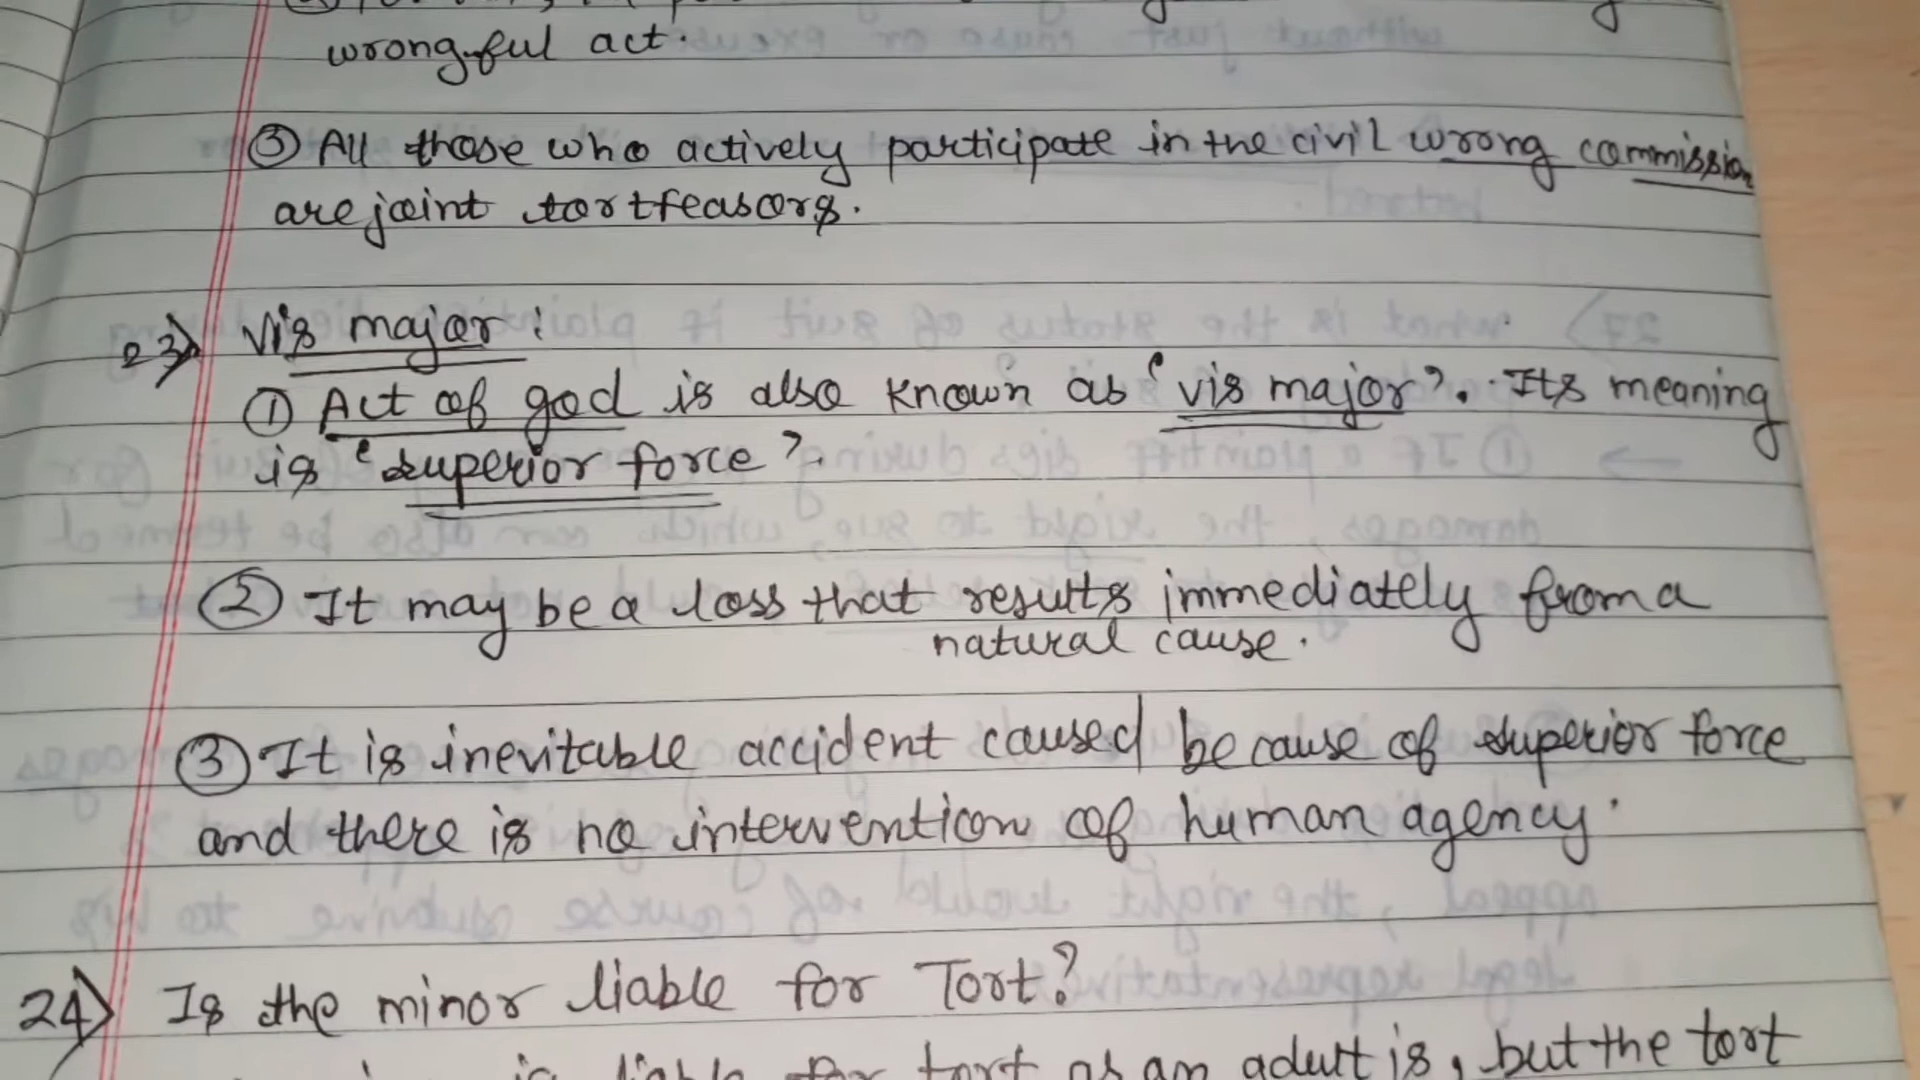 wrongful act.
③ All those who actively participate in the civil wrong commission
are joint tortfeasors.
23) Vis major:
① Act of god is also known as 'vis major'. Its meaning
is 'superior force'.
② It may be a loss that results immediately from a
natural cause.
③ It is inevitable accident caused because of superior force
and there is no intervention of human agency.
24) Is the minor liable for Tort?
is liable for tort as an adult is, but the tort